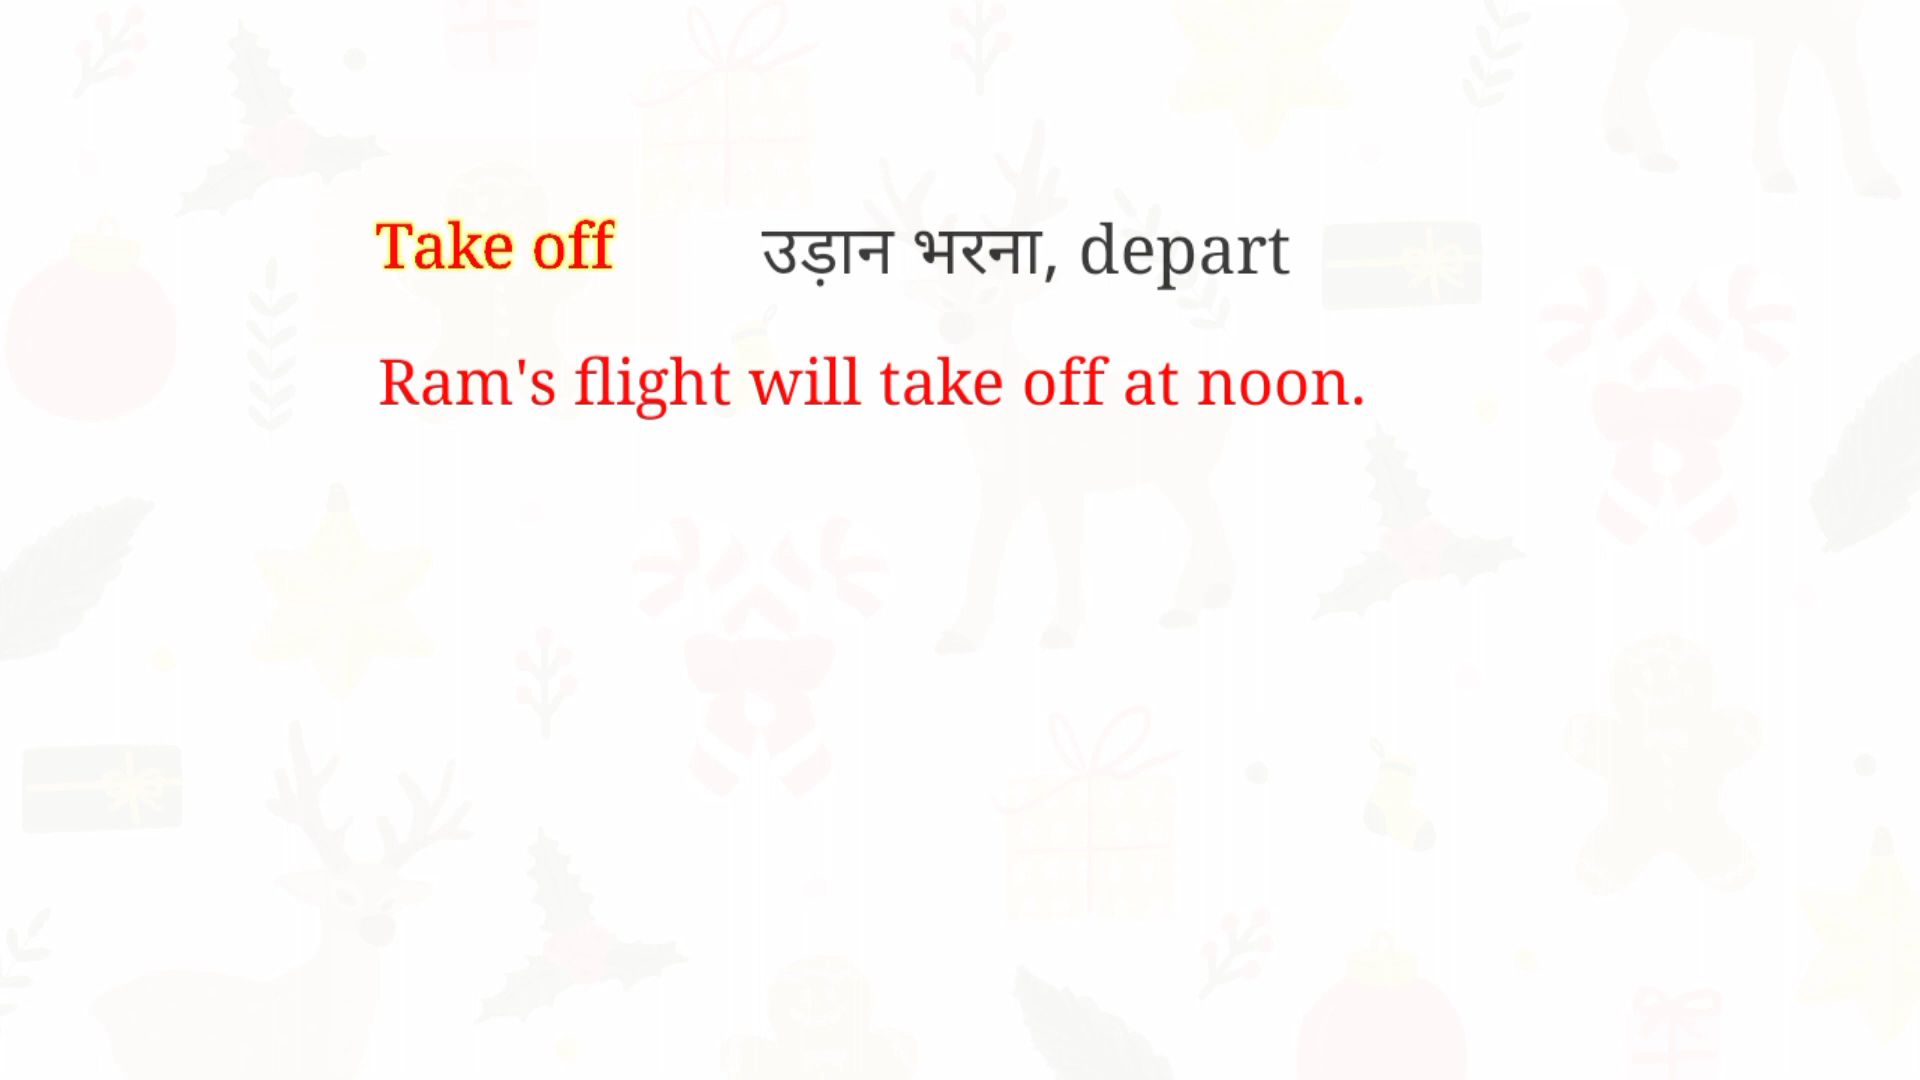 Take off उड़ान भरना, depart
Ram's flight will take off at noon.